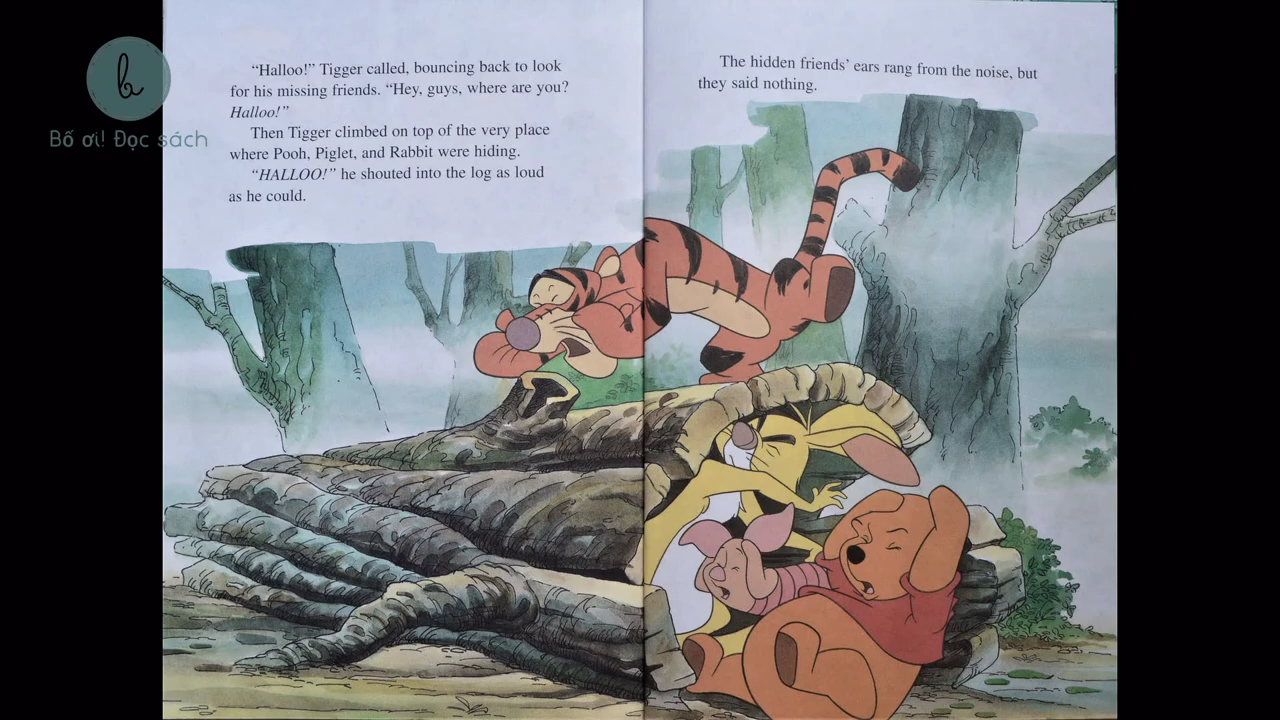 b
Bố ơi! Đọc sách
“Halloo!” Tigger called, bouncing back to look
for his missing friends. “Hey, guys, where are you?
Halloo!”
Then Tigger climbed on top of the very place
where Pooh, Piglet, and Rabbit were hiding.
“HALLOO!” he shouted into the log as loud
as he could.
The hidden friends’ ears rang from the noise, but
they said nothing.